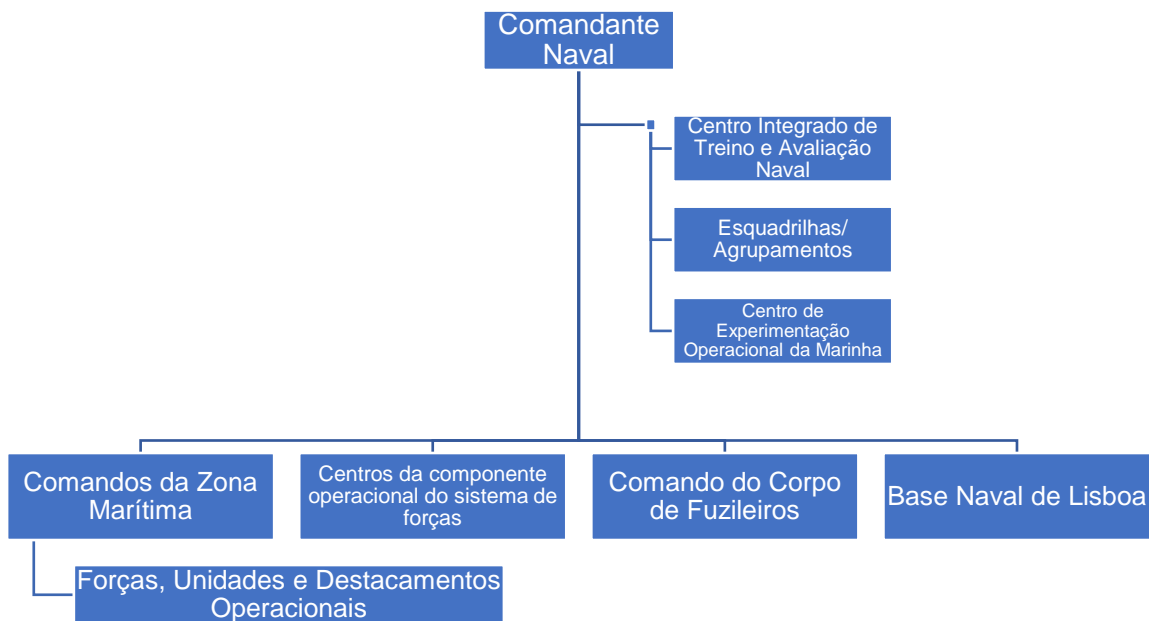 Comandante
Naval
Centro Integrado de
Treino e Avaliação
Naval
Esquadrilhas/
Agrupamentos
Centro de
Experimentação
Operacional da Marinha
Comandos da Zona
Marítima
Centros da componente
operacional do sistema de
forças
Comando do Corpo
de Fuzileiros
Base Naval de Lisboa
Forças, Unidades e Destacamentos
Operacionais